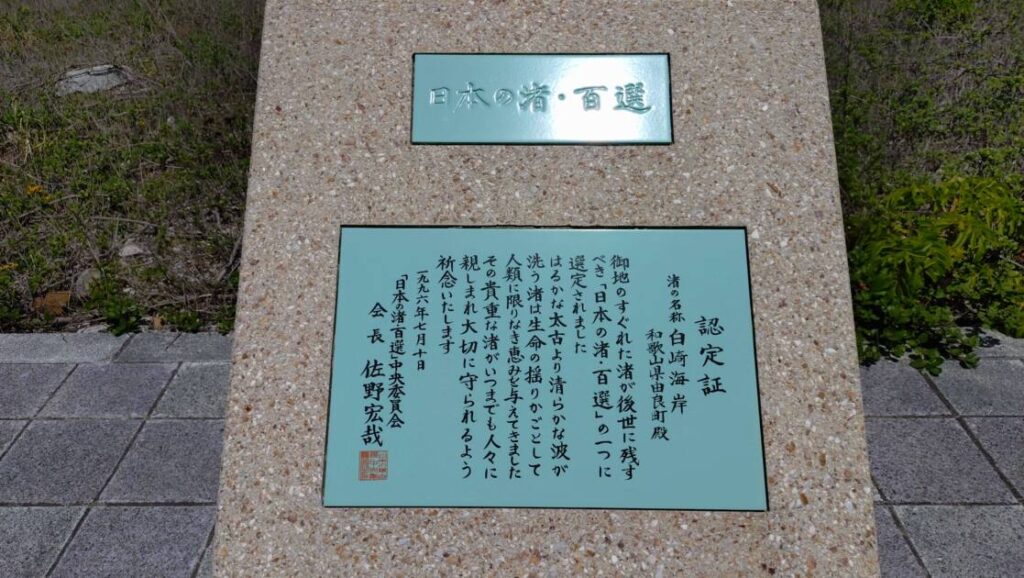 日本の渚・百選
認定証
渚の名称 白崎海岸
和歌山県由良町殿
御地のすぐれた渚が後世に残す
べき「日本の渚・百選」の一つに
選定されました
はるかな太古より清らかな波が
洗う渚は生命の揺りかごとして
人類に限りなき恵みを与えてきました
その貴重な渚がいつまでも人々に
親しまれ大切に守られるよう
祈念いたします
一九九六年七月十日
「日本の渚百選」中央委員会
会長 佐野宏哉